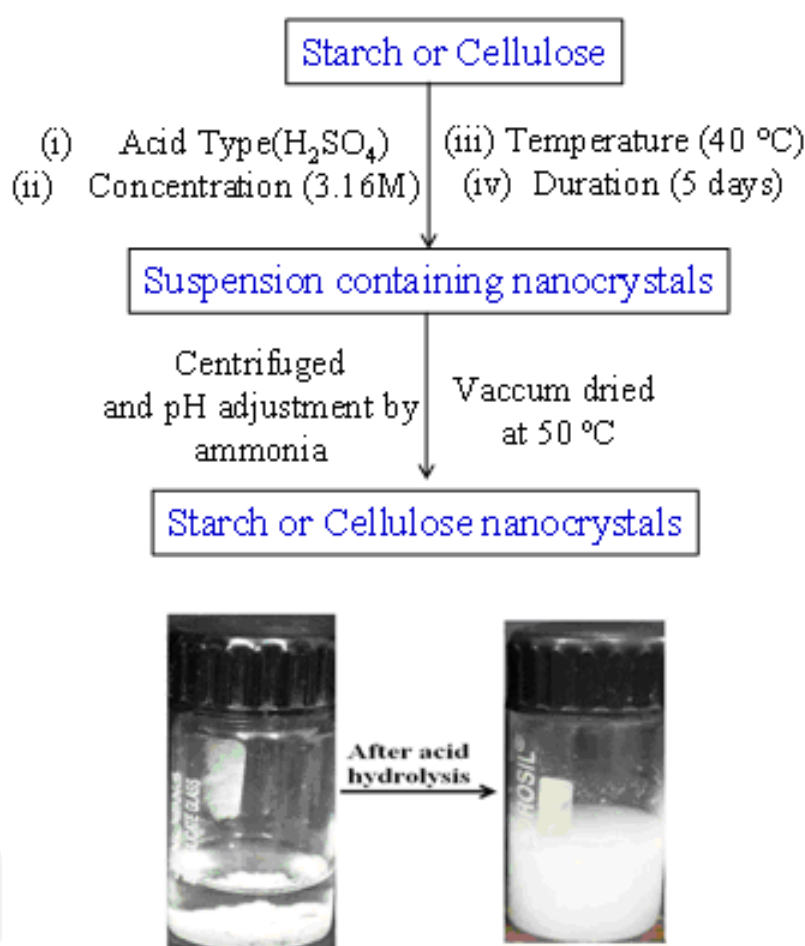 Starch or Cellulose
(i) Acid Type(H₂SO₄)
(ii) Concentration (3.16M)
(iii) Temperature (40 ºC)
(iv) Duration (5 days)
Suspension containing nanocrystals
Centrifuged
and pH adjustment by
ammonia
Vaccum dried
at 50 ºC
Starch or Cellulose nanocrystals
After acid
hydrolysis
GLASS
ROSIL